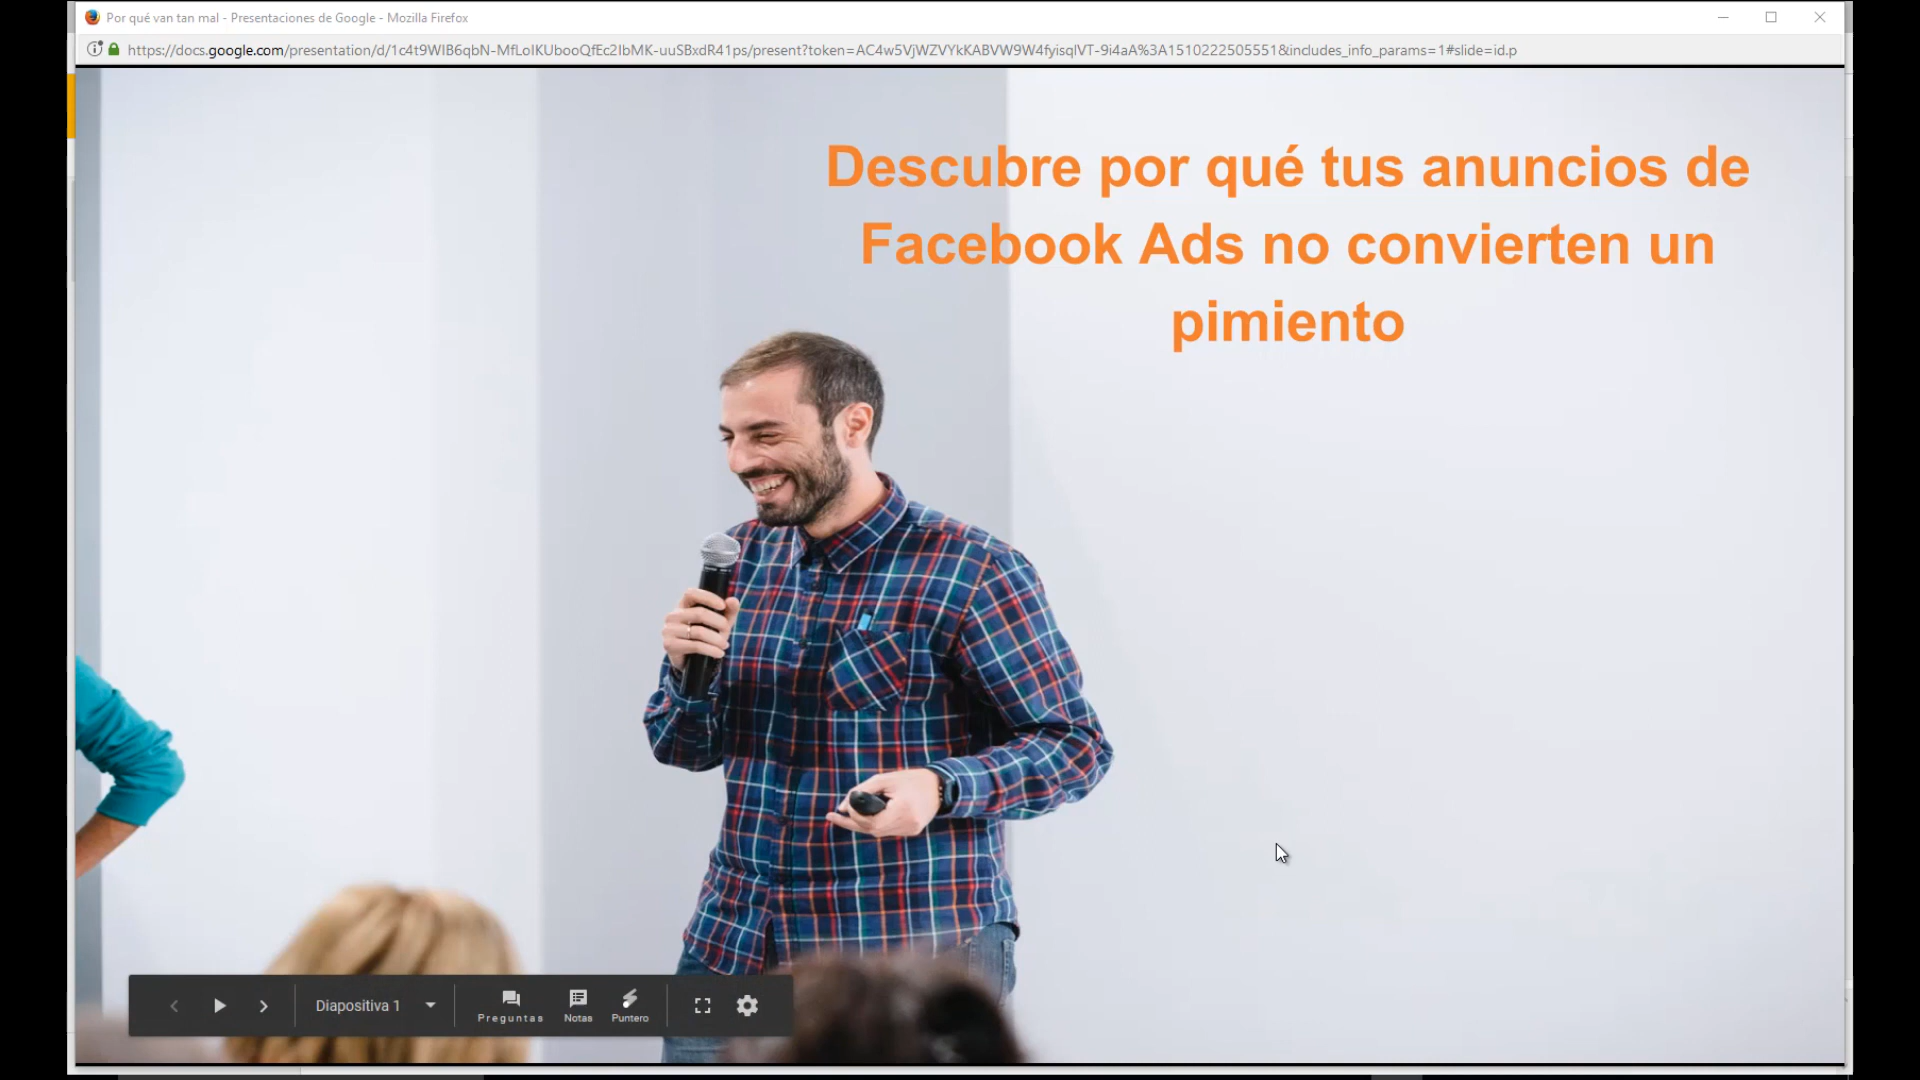 Por qué van tan mal - Presentaciones de Google - Mozilla Firefox
https://docs.google.com/presentation/d/1c4t9WIB6qbN-MfLoIKUbooQfEc2IbMK-uuSBxdR41ps/present?token=AC4w5VjWZVYkKABVW9W4fyisqlVT-9i4aA%3A1510222505551&includes_info_params=1#slide=id.p
Descubre por qué tus anuncios de
Facebook Ads no convierten un
pimiento
Diapositiva 1
Preguntas
Notas
Puntero